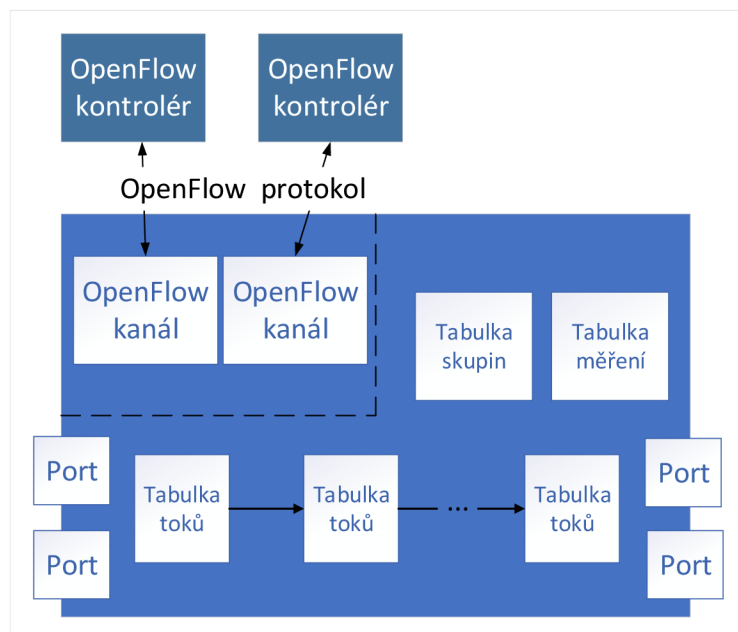 OpenFlow
kontrolér
OpenFlow
kontrolér
OpenFlow protokol
OpenFlow
kanál
OpenFlow
kanál
Tabulka
skupin
Tabulka
měření
Port
Port
Tabulka
toků
Tabulka
toků
...
Tabulka
toků
Port
Port